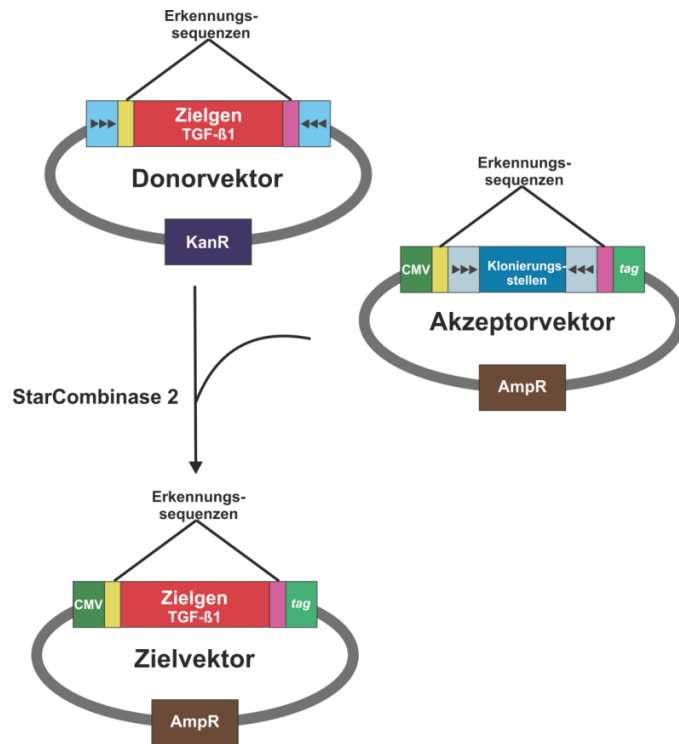 Erkennungs-
sequenzen
Zielgen
TGF-ß1
Donorvektor
KanR
Erkennungs-
sequenzen
CMV
Klonierungs-
stellen
tag
Akzeptorvektor
AmpR
StarCombinase 2
Erkennungs-
sequenzen
CMV
Zielgen
TGF-ß1
tag
Zielvektor
AmpR